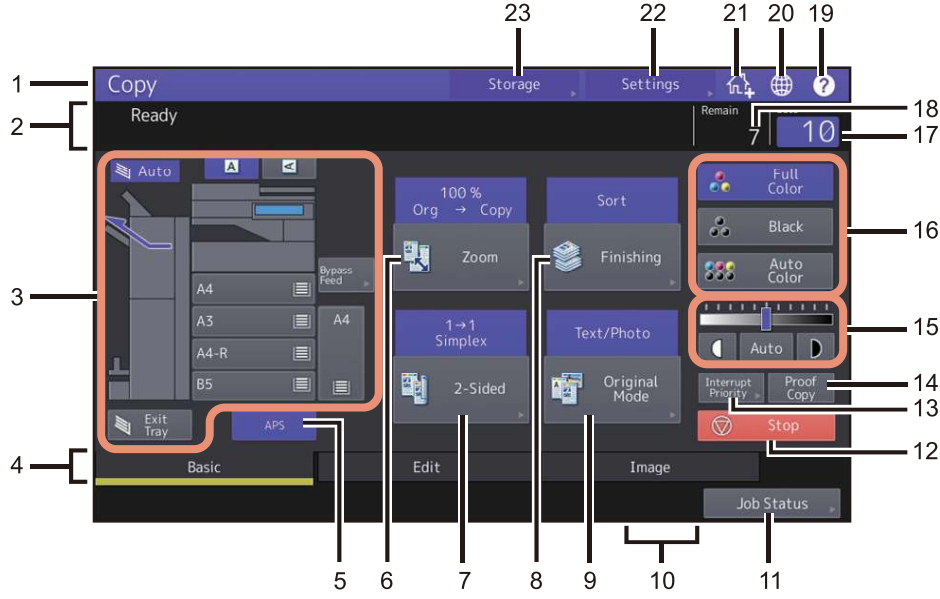 23 22 21 20 19
1 Copy Storage Settings ?
2 Ready Remain 7 18
10 17
3 Auto A A
100 %
Org → Copy
Zoom
Sort
Finishing
Full
Color
Black
Auto
Color
16
Bypass
Feed
A4
A3
A4-R
B5
A4
1→1
Simplex
2-Sided
Text/Photo
Original
Mode
Auto
15
Interrupt
Priority
Proof
Copy
14
13
Exit
Tray
APS
Stop
12
4 Basic Edit Image
Job Status
5 6 7 8 9 10 11